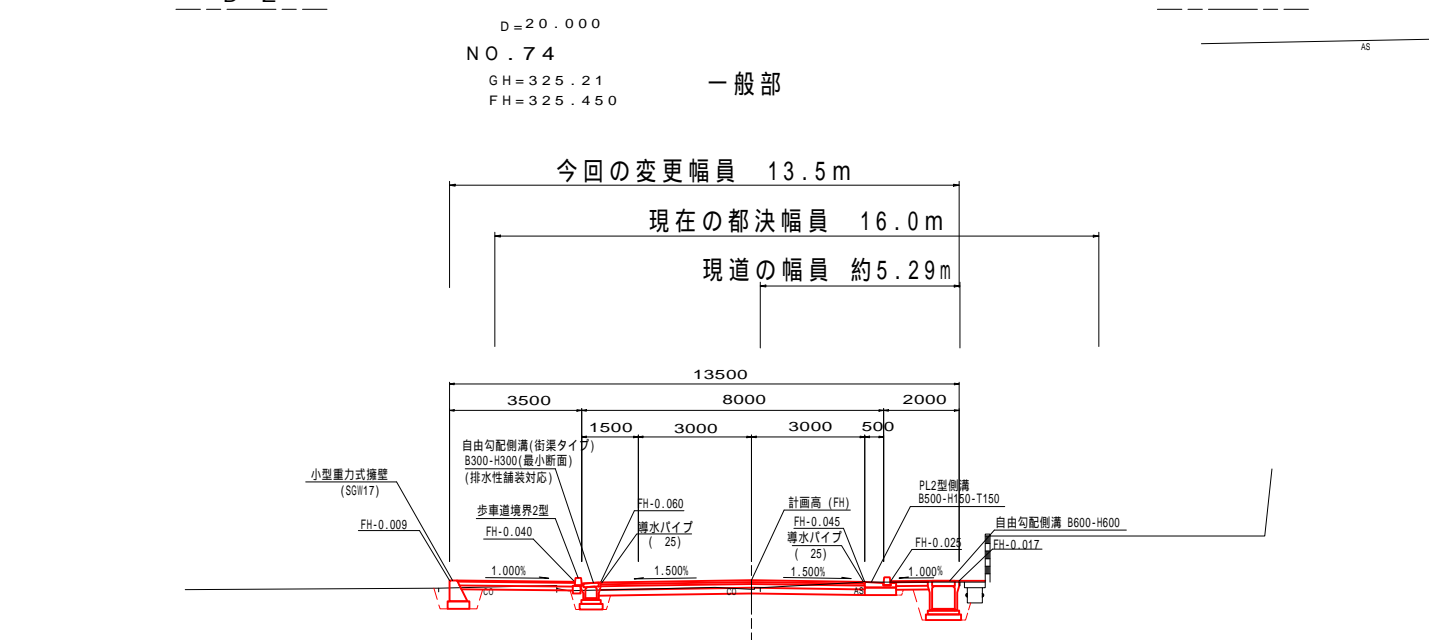 D=20.000
NO.74
GH=325.21
FH=325.450
一般部
AS
今回の変更幅員 13.5m
現在の都決幅員 16.0m
現道の幅員 約5.29m
13500
3500
8000
2000
1500
3000
3000
500
自由勾配側溝(街渠タイプ)
B300-H300(最小断面)
(排水性舗装対応)
小型重力式擁壁
(SGW17)
FH-0.009
歩車道境界2型
FH-0.040
FH-0.060
導水パイプ
( 25)
計画高 (FH)
FH-0.045
導水パイプ
( 25)
PL2型側溝
B500-H150-T150
自由勾配側溝 B600-H600
FH-0.025
FH-0.017
1.000%
1.500%
1.500%
1.000%
CO
CO
AS